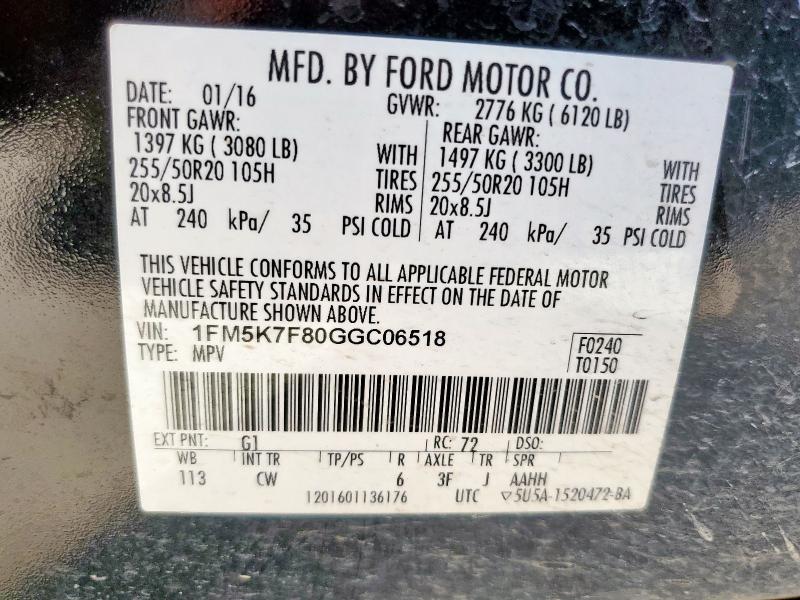 MFD. BY FORD MOTOR CO.
DATE: 01/16 GVWR: 2776 KG ( 6120 LB)
FRONT GAWR: REAR GAWR:
1397 KG ( 3080 LB) WITH 1497 KG ( 3300 LB) WITH
255/50R20 105H TIRES 255/50R20 105H TIRES
20x8.5J RIMS 20x8.5J RIMS
AT 240 kPa/ 35 PSI COLD AT 240 kPa/ 35 PSI COLD
THIS VEHICLE CONFORMS TO ALL APPLICABLE FEDERAL MOTOR
VEHICLE SAFETY STANDARDS IN EFFECT ON THE DATE OF
MANUFACTURE SHOWN ABOVE.
VIN: 1FM5K7F80GGC06518 F0240
TYPE: MPV T0150
EXT PNT: G1 RC: 72 DSO:
WB INT TR TP/PS R AXLE TR SPR
113 CW 6 3F J AAHH
1201601136176 UTC ▽5U5A-1520472-BA